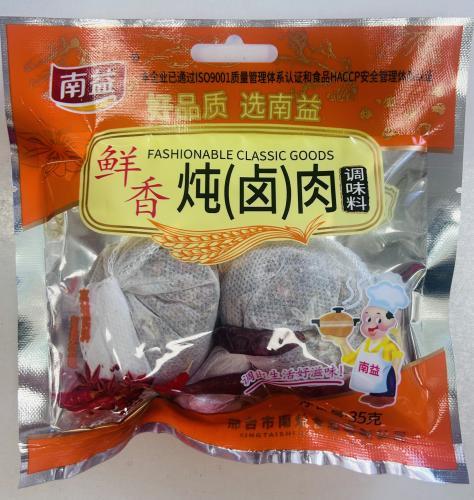 南益
本企业已通过ISO9001质量管理体系认证和食品HACCP安全管理体系认证
好品质 选南益
FASHIONABLE CLASSIC GOODS
鲜香
炖(卤)肉
调味料
调出生活好滋味！
南益
35克
邢台市南
XINGTAISHI